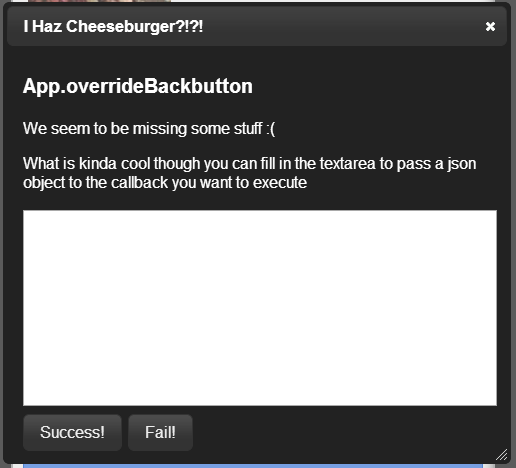 I Haz Cheeseburger?!?!
App.overrideBackbutton
We seem to be missing some stuff :(
What is kinda cool though you can fill in the textarea to pass a json
object to the callback you want to execute
Success! Fail!